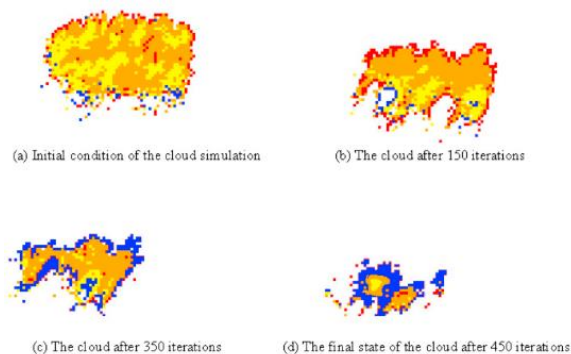 (a) Initial condition of the cloud simulation
(b) The cloud after 150 iterations
(c) The cloud after 350 iterations
(d) The final state of the cloud after 450 iterations